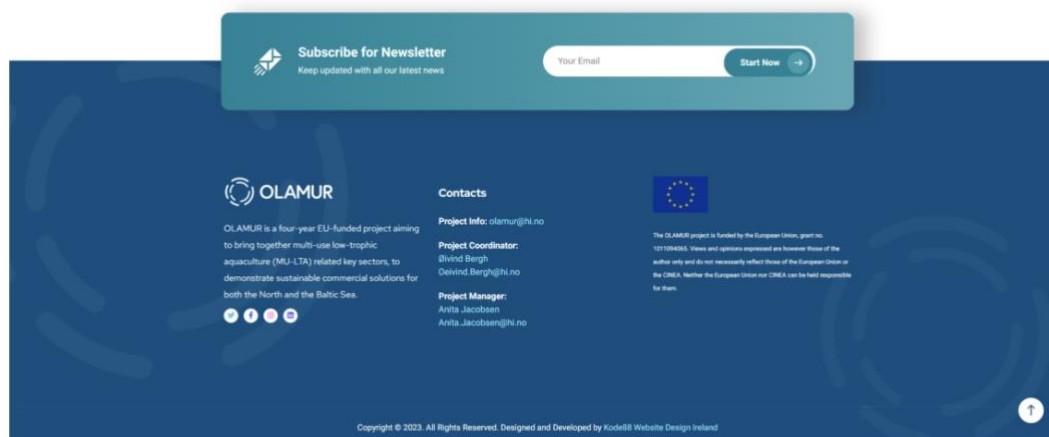 Subscribe for Newsletter
Keep updated with all our latest news
Your Email
Start Now
OLAMUR
OLAMUR is a four-year EU-funded project aiming
to bring together multi-use low-trophic
aquaculture (MU-LTA) related key sectors, to
demonstrate sustainable commercial solutions for
both the North and the Baltic Sea.
Contacts
Project Info: olamur@hi.no
Project Coordinator:
Øivind Bergh
Oeivind.Bergh@hi.no
Project Manager:
Anita Jacobsen
Anita.Jacobsen@hi.no
The OLAMUR project is funded by the European Union, grant no.
1011094065. Views and opinions expressed are however those of the
author only and do not necessarily reflect those of the European Union or
the CINEA. Neither the European Union nor CINEA can be held responsible
for them.
Copyright © 2023. All Rights Reserved. Designed and Developed by Kode88 Website Design Ireland